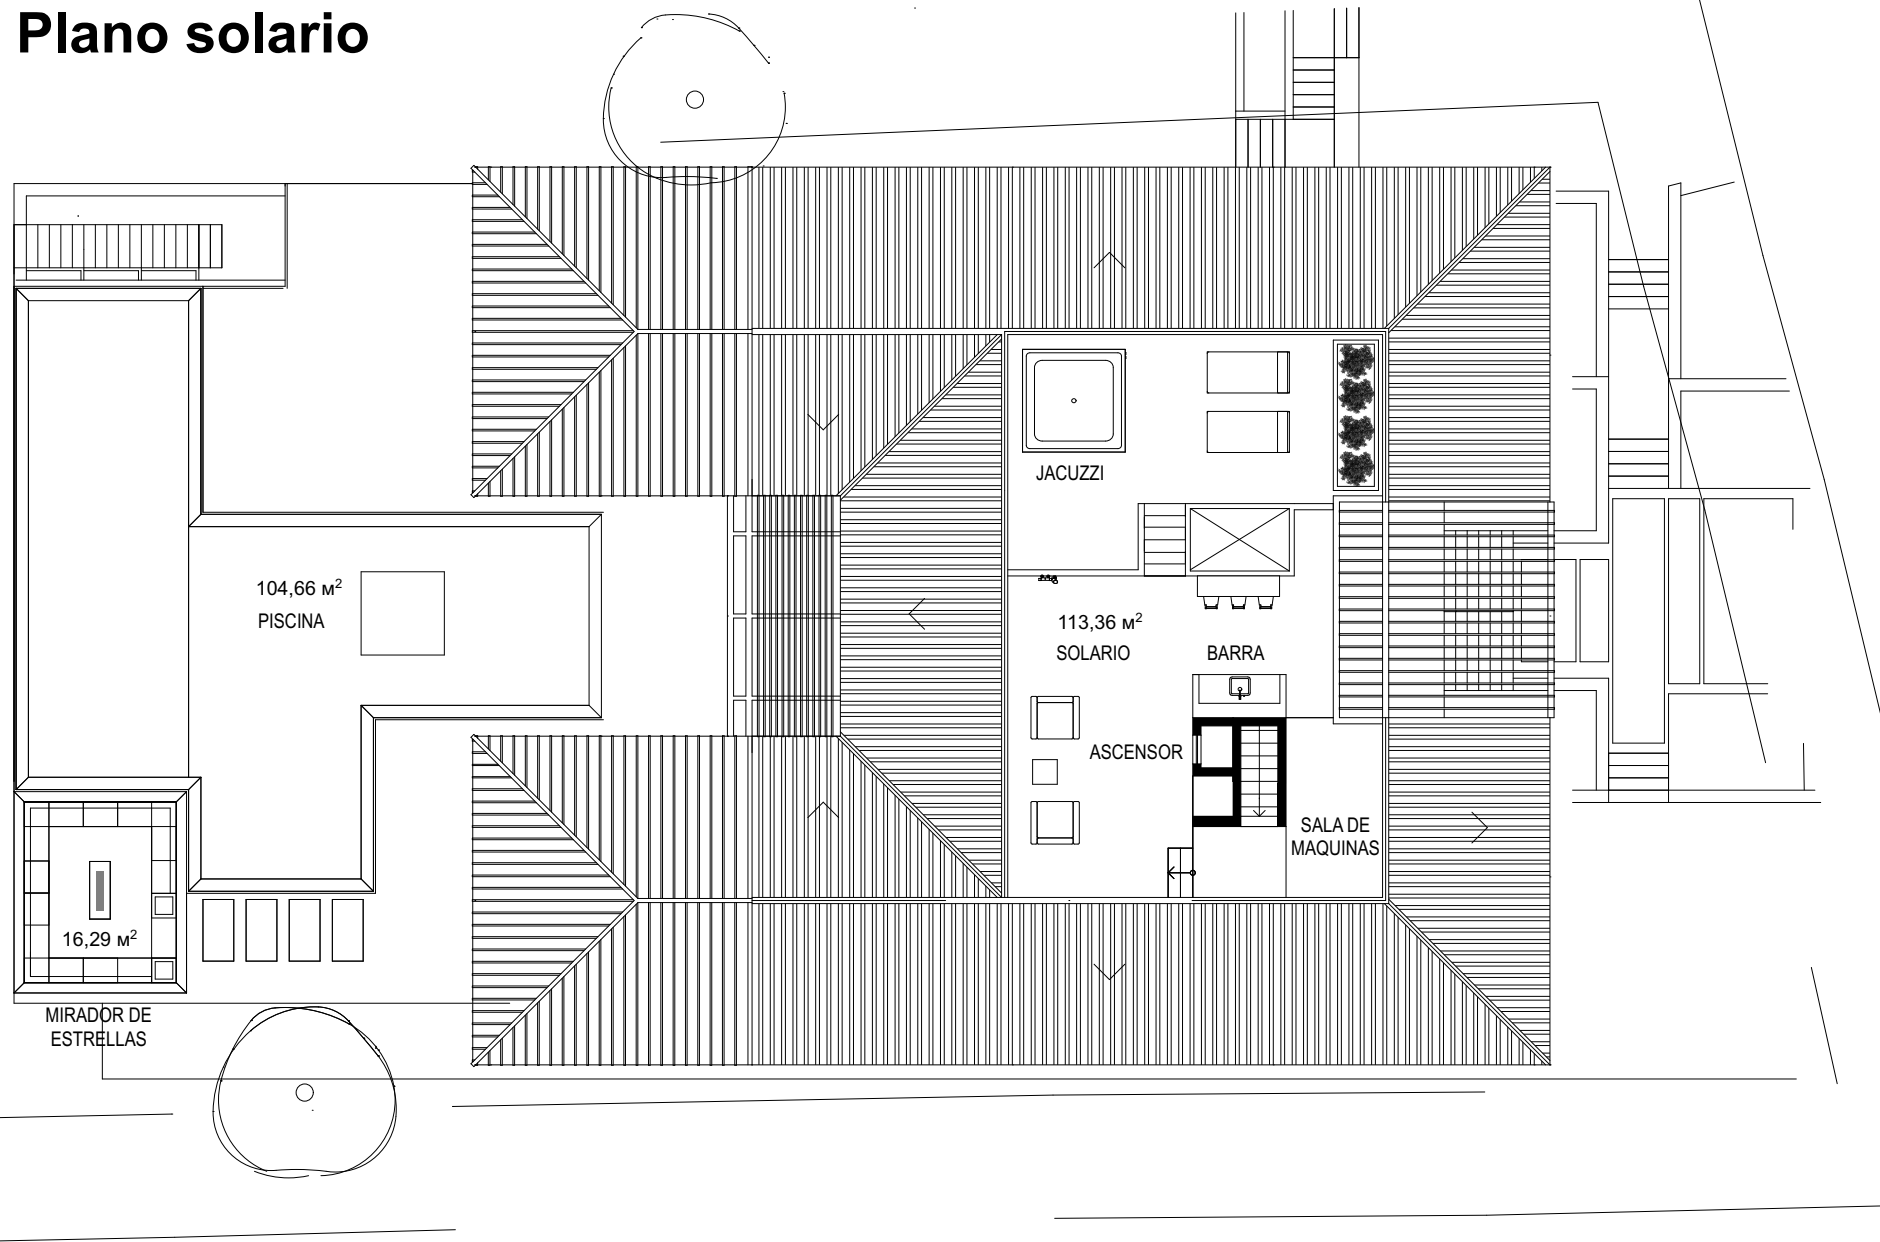 Plano solario
JACUZZI
104,66 м²
PISCINA
113,36 м²
SOLARIO
BARRA
ASCENSOR
SALA DE
MAQUINAS
16,29 м²
MIRADOR DE
ESTRELLAS